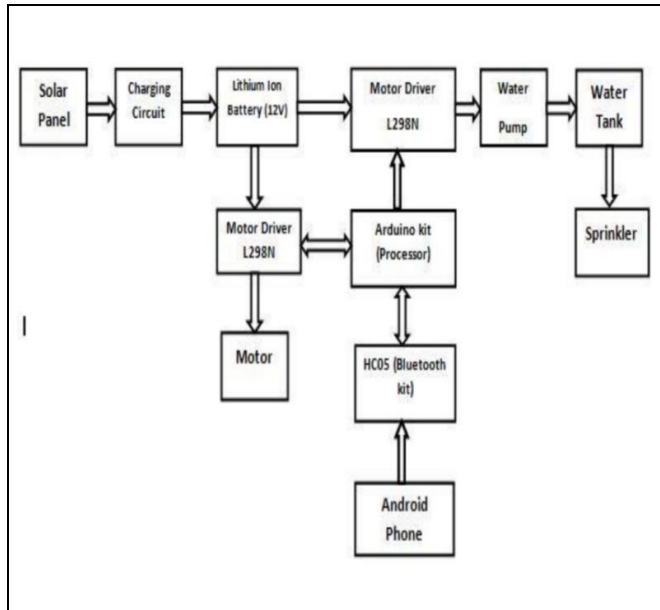 Solar
Panel
Charging
Circuit
Lithium Ion
Battery (12V)
Motor Driver
L298N
Water
Pump
Water
Tank
Motor Driver
L298N
Arduino kit
(Processor)
Sprinkler
Motor
HC05 (Bluetooth
kit)
Android
Phone